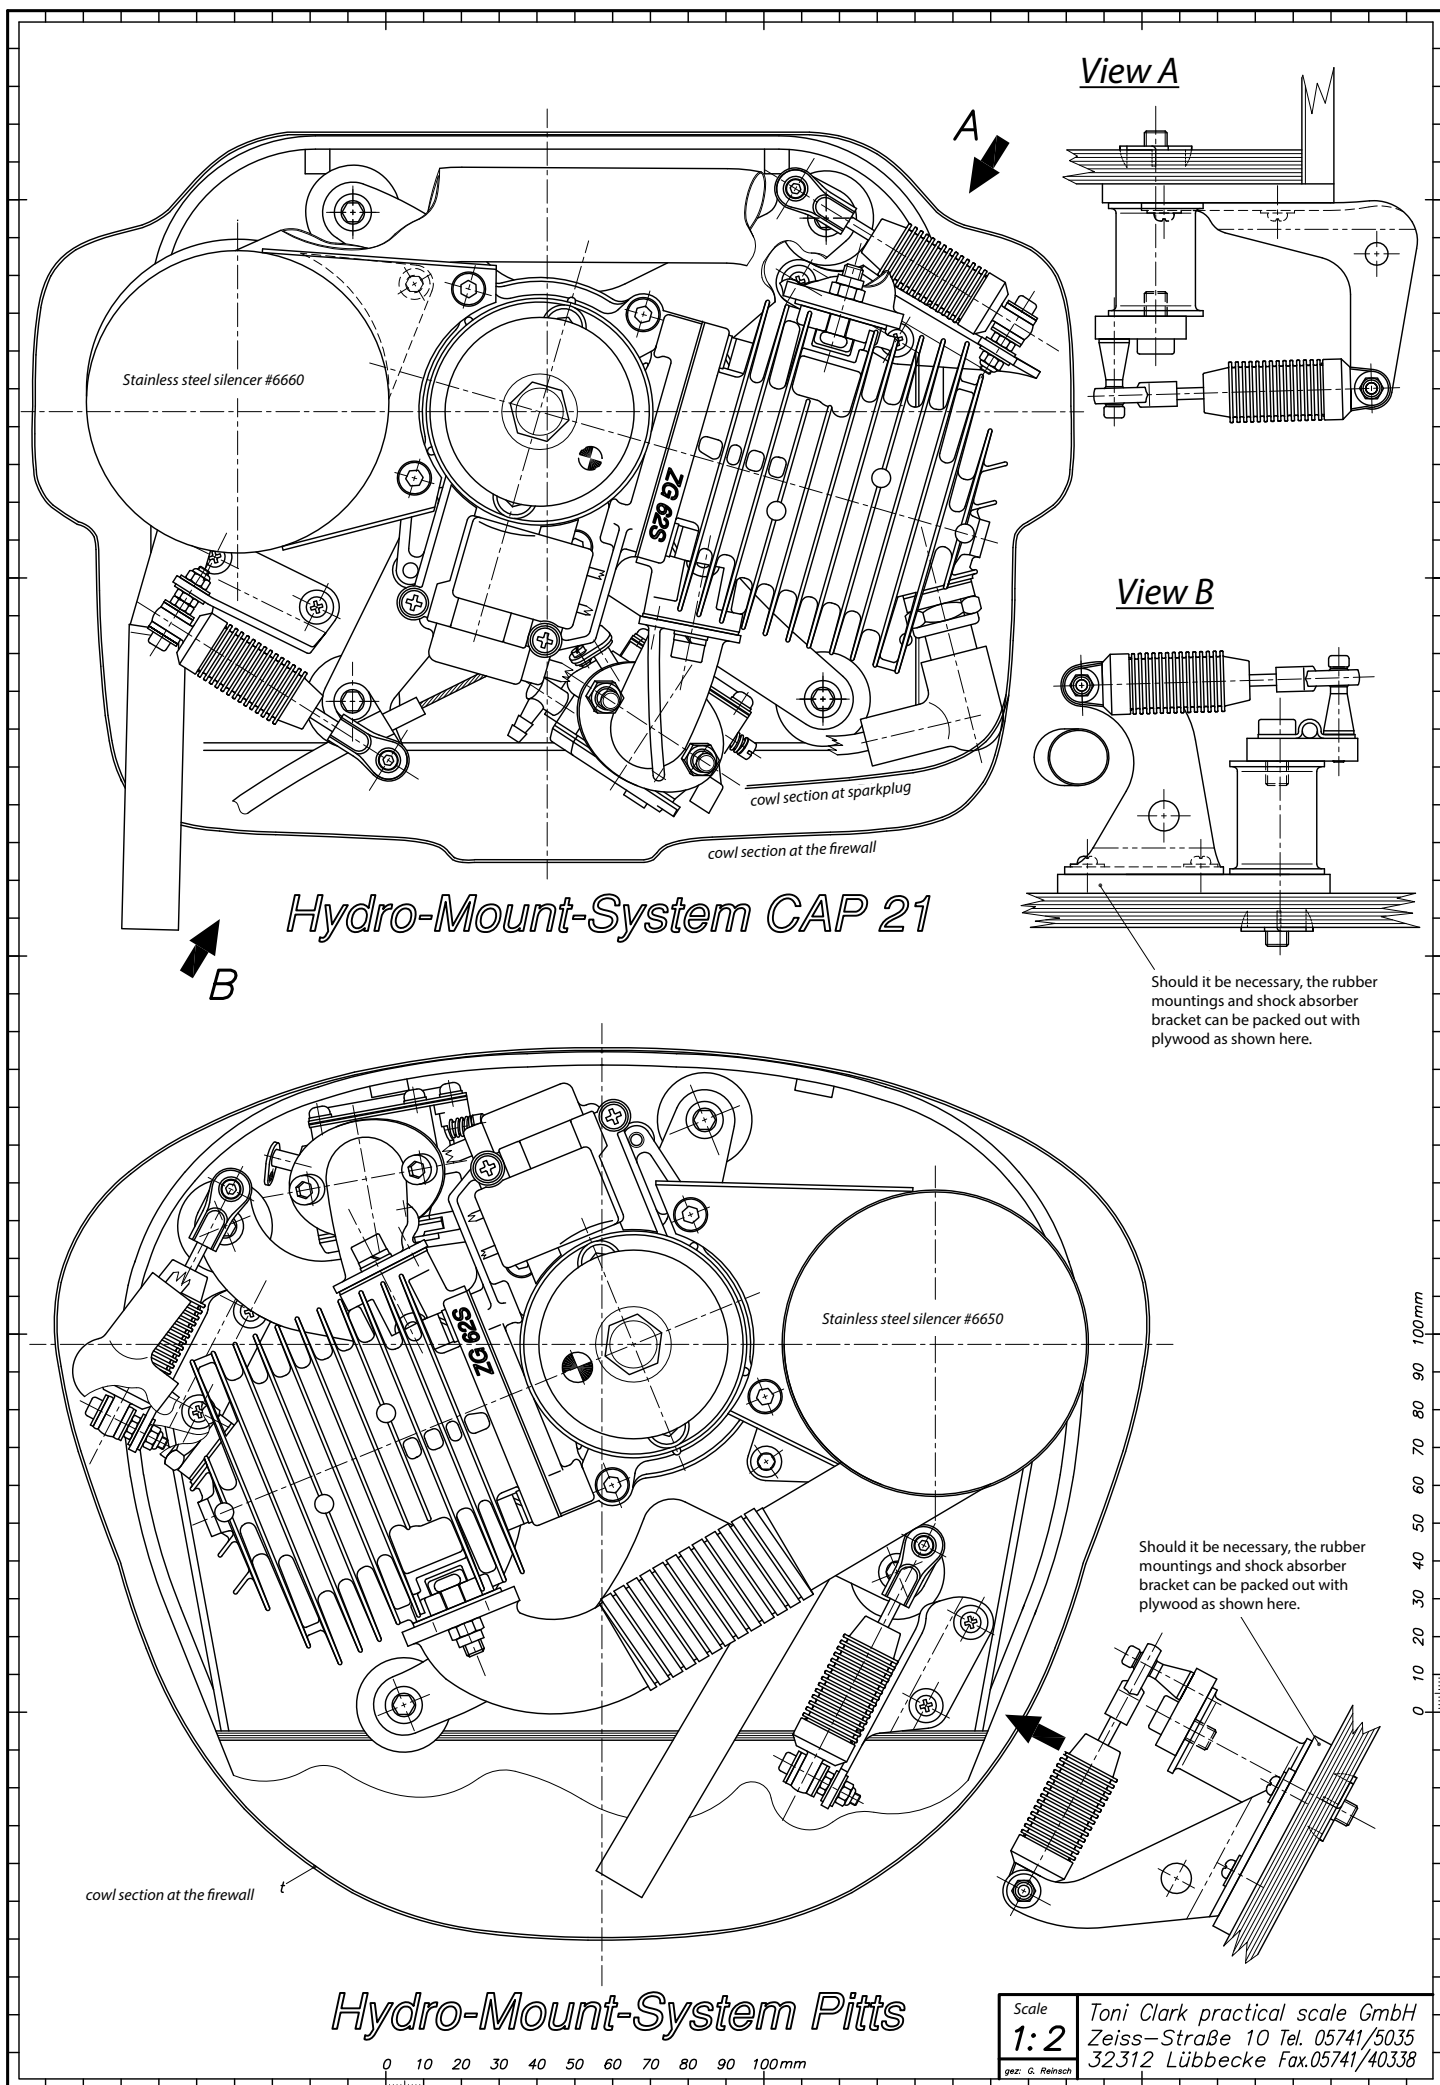 View A
A
Stainless steel silencer #6660
ZG 62S
View B
cowl section at sparkplug
cowl section at the firewall
Hydro-Mount-System CAP 21
B
Should it be necessary, the rubber
mountings and shock absorber
bracket can be packed out with
plywood as shown here.
ZG 62S
Stainless steel silencer #6650
100mm
90
80
70
60
50
40
30
20
10
0
Should it be necessary, the rubber
mountings and shock absorber
bracket can be packed out with
plywood as shown here.
cowl section at the firewall t
Hydro-Mount-System Pitts
0 10 20 30 40 50 60 70 80 90 100mm
Scale
1:2
gez: G. Reinsch
Toni Clark practical scale GmbH
Zeiss-Straße 10 Tel. 05741/5035
32312 Lübbecke Fax.05741/40338